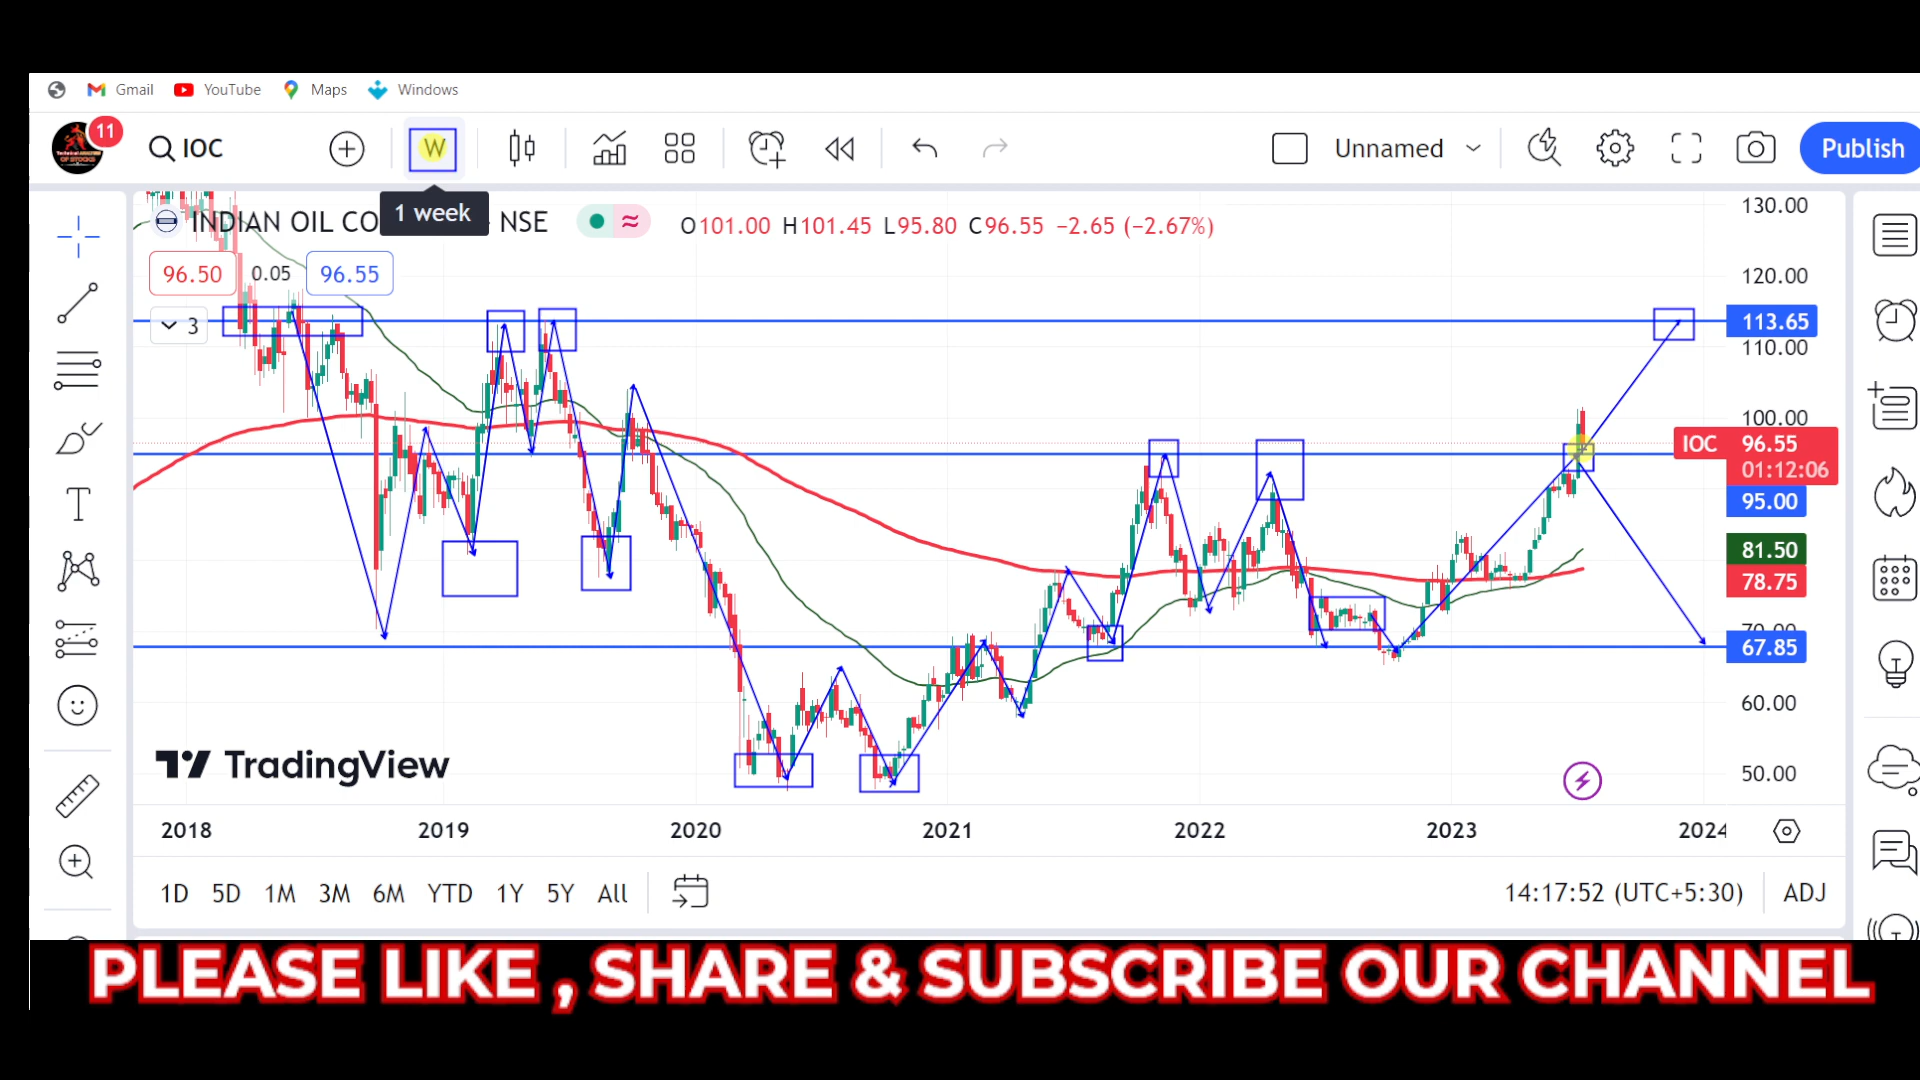 Gmail YouTube Maps Windows
11
IOC W Unnamed Publish
1 week
INDIAN OIL CO NSE O101.00 H101.45 L95.80 C96.55 −2.65 (−2.67%)
96.50 0.05 96.55
3
130.00
120.00
113.65
110.00
100.00
IOC 96.55
01:12:06
95.00
81.50
78.75
70.00
67.85
60.00
50.00
TradingView
2018 2019 2020 2021 2022 2023 2024
1D 5D 1M 3M 6M YTD 1Y 5Y All 14:17:52 (UTC+5:30) ADJ
PLEASE LIKE , SHARE & SUBSCRIBE OUR CHANNEL